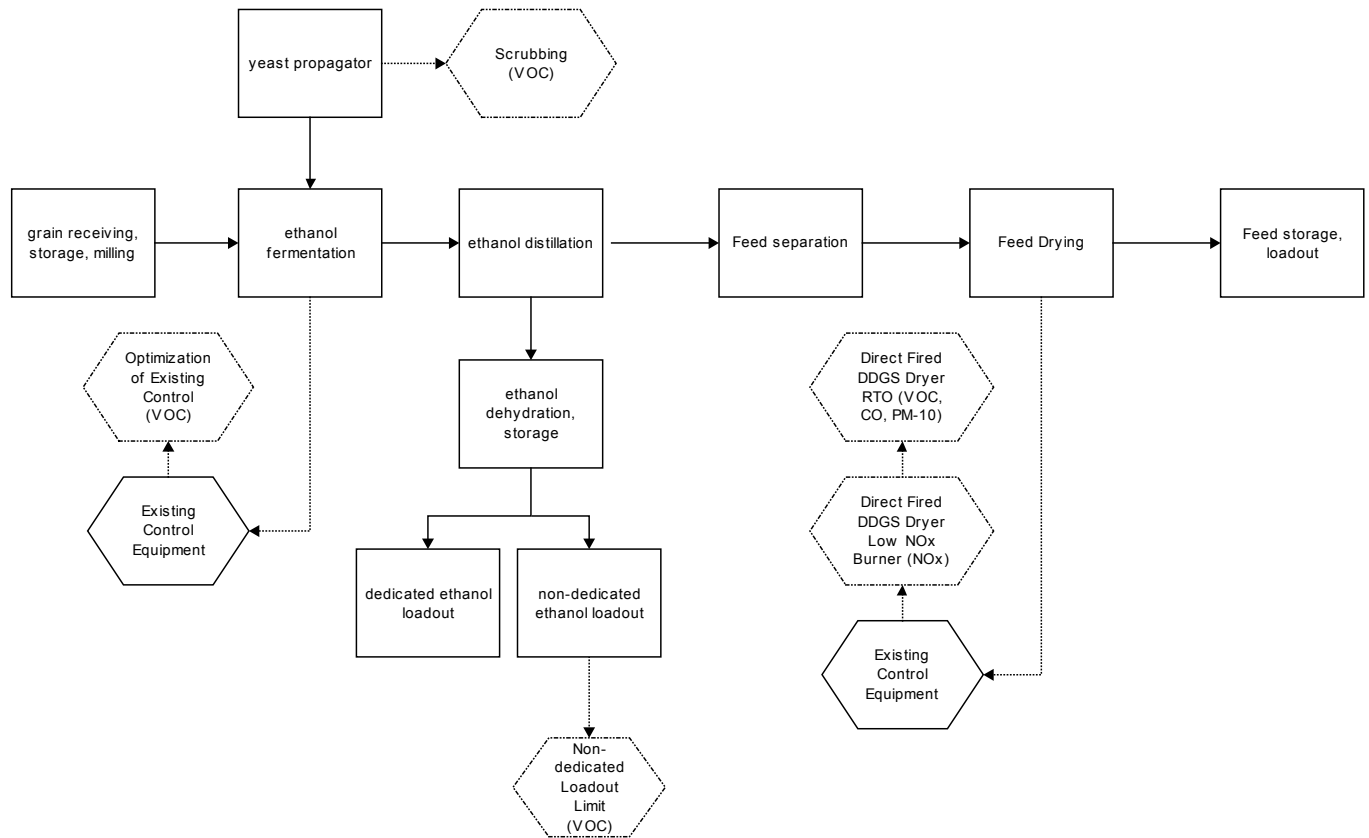 yeast propagator
Scrubbing
(VOC)
grain receiving,
storage, milling
ethanol
fermentation
ethanol distillation
Feed separation
Feed Drying
Feed storage,
loadout
Optimization
of Existing
Control
(VOC)
ethanol
dehydration,
storage
Direct Fired
DDGS Dryer
RTO (VOC,
CO, PM-10)
Existing
Control
Equipment
Direct Fired
DDGS Dryer
Low NOx
Burner (NOx)
dedicated ethanol
loadout
non-dedicated
ethanol loadout
Existing
Control
Equipment
Non-
dedicated
Loadout
Limit
(VOC)